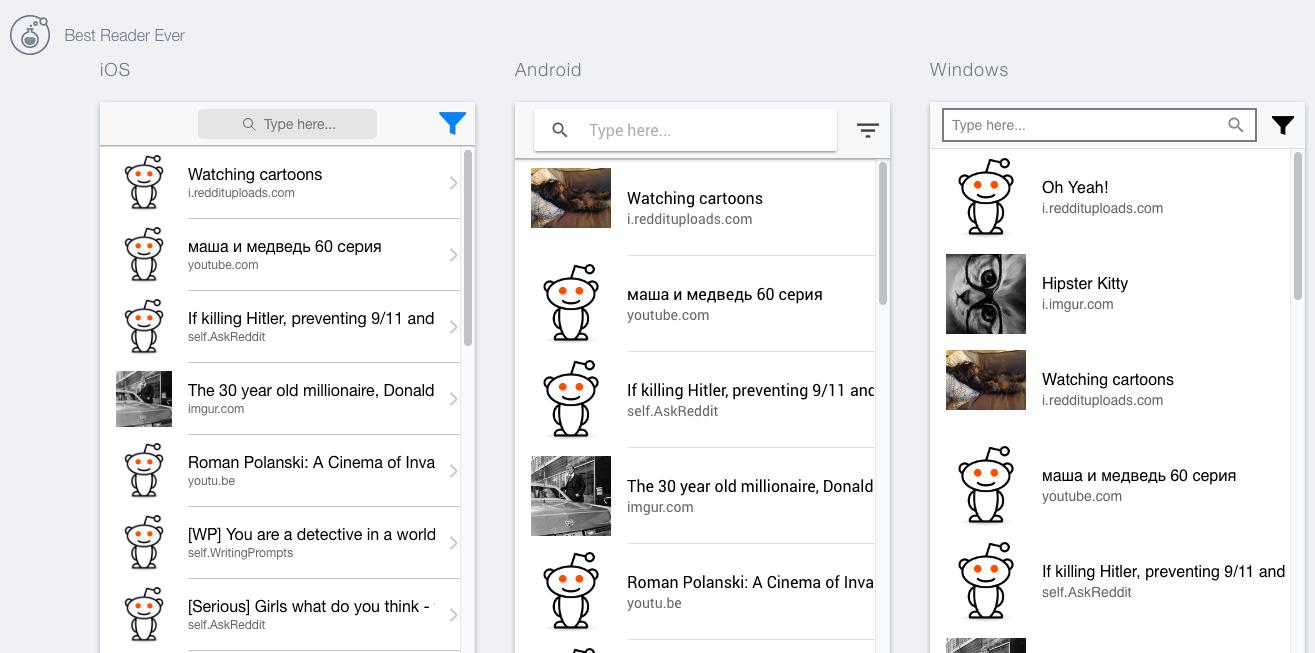 Best Reader Ever
iOS
Type here...
Watching cartoons
i.reddituploads.com
маша и медведь 60 серия
youtube.com
If killing Hitler, preventing 9/11 and
self.AskReddit
The 30 year old millionaire, Donald
imgur.com
Roman Polanski: A Cinema of Inva
youtu.be
[WP] You are a detective in a world
self.WritingPrompts
[Serious] Girls what do you think -
self.AskReddit
Android
Type here...
Watching cartoons
i.reddituploads.com
маша и медведь 60 серия
youtube.com
If killing Hitler, preventing 9/11 and
self.AskReddit
The 30 year old millionaire, Donald
imgur.com
Roman Polanski: A Cinema of Inva
youtu.be
Windows
Type here...
Oh Yeah!
i.reddituploads.com
Hipster Kitty
i.imgur.com
Watching cartoons
i.reddituploads.com
маша и медведь 60 серия
youtube.com
If killing Hitler, preventing 9/11 and
self.AskReddit